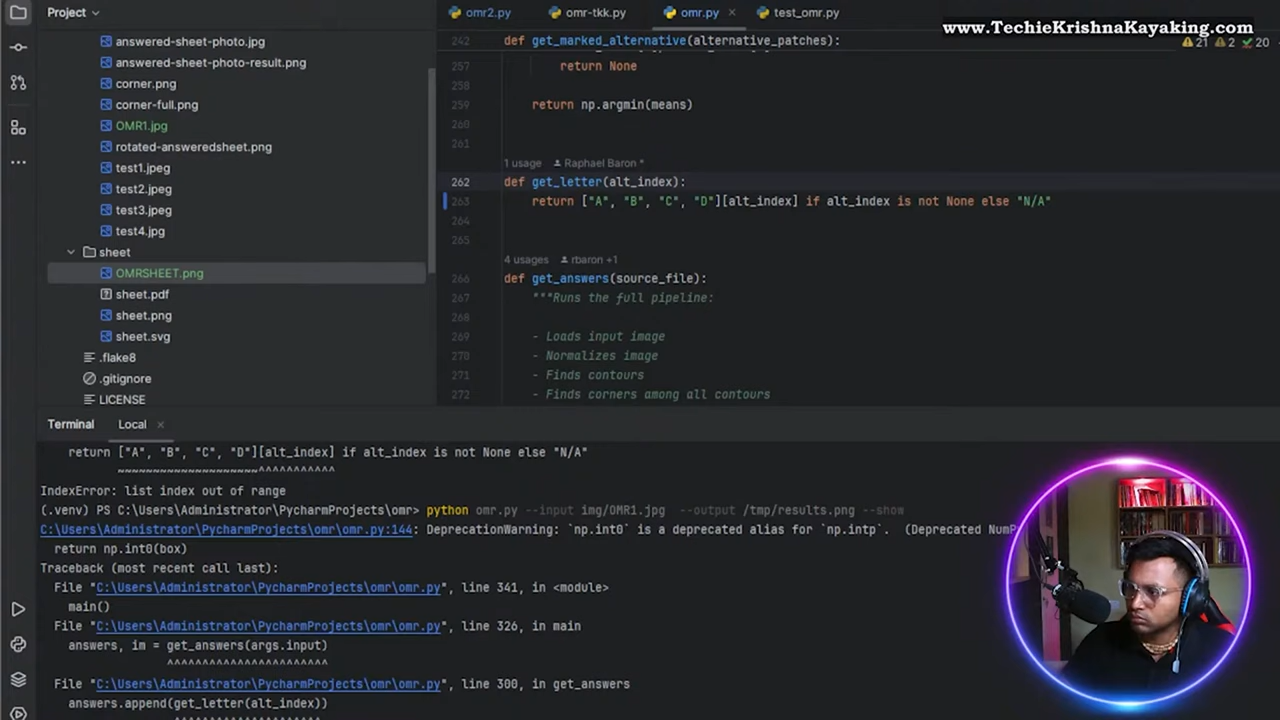 Project
omr2.py
omr-tkk.py
omr.py
test_omr.py
www.TechieKrishnaKayaking.com
21 2 20
answered-sheet-photo.jpg
answered-sheet-photo-result.png
corner.png
corner-full.png
OMR1.jpg
rotated-answeredsheet.png
test1.jpeg
test2.jpeg
test3.jpeg
test4.jpg
sheet
OMRSHEET.png
sheet.pdf
sheet.png
sheet.svg
.flake8
.gitignore
LICENSE
242 def get_marked_alternative(alternative_patches):
257 return None
258
259 return np.argmin(means)
260
261
1 usage Raphael Baron *
262 def get_letter(alt_index):
263 return ["A", "B", "C", "D"][alt_index] if alt_index is not None else "N/A"
264
265
4 usages rbaron +1
266 def get_answers(source_file):
267 """Runs the full pipeline:
268
269 - Loads input image
270 - Normalizes image
271 - Finds contours
272 - Finds corners among all contours
Terminal
Local
return ["A", "B", "C", "D"][alt_index] if alt_index is not None else "N/A"
~~~~~~~~~~~~~~~~~~~~^^^^^^^^^^^
IndexError: list index out of range
(.venv) PS C:\Users\Administrator\PycharmProjects\omr> python omr.py --input img/OMR1.jpg --output /tmp/results.png --show
C:\Users\Administrator\PycharmProjects\omr\omr.py:144: DeprecationWarning: `np.int0` is a deprecated alias for `np.intp`. (Deprecated NumP
return np.int0(box)
Traceback (most recent call last):
File "C:\Users\Administrator\PycharmProjects\omr\omr.py", line 341, in <module>
main()
File "C:\Users\Administrator\PycharmProjects\omr\omr.py", line 326, in main
answers, im = get_answers(args.input)
^^^^^^^^^^^^^^^^^^^^^^^
File "C:\Users\Administrator\PycharmProjects\omr\omr.py", line 300, in get_answers
answers.append(get_letter(alt_index))
^^^^^^^^^^^^^^^^^^^^^